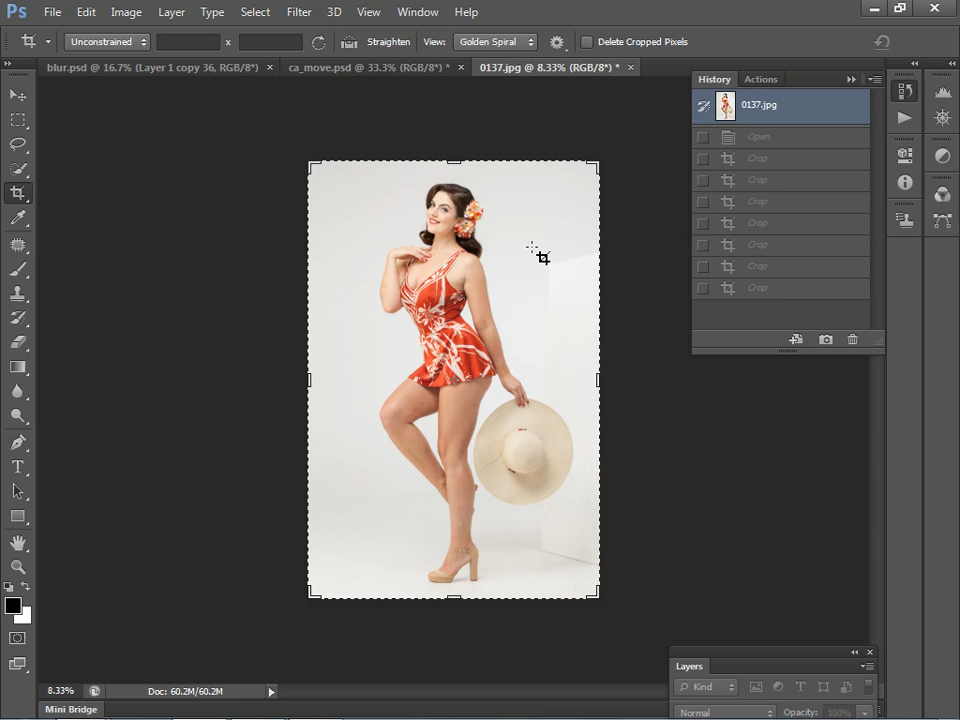 Ps File Edit Image Layer Type Select Filter 3D View Window Help
Unconstrained x Straighten View: Golden Spiral Delete Cropped Pixels
blur.psd @ 16.7% (Layer 1 copy 36, RGB/8*) × ca_move.psd @ 33.3% (RGB/8*) * × 0137.jpg @ 8.33% (RGB/8*) * ×
History Actions
0137.jpg
Open
Crop
Crop
Crop
Crop
Crop
Crop
Crop
Layers
Kind
Normal Opacity: 100%
8.33% Doc: 60.2M/60.2M
Mini Bridge